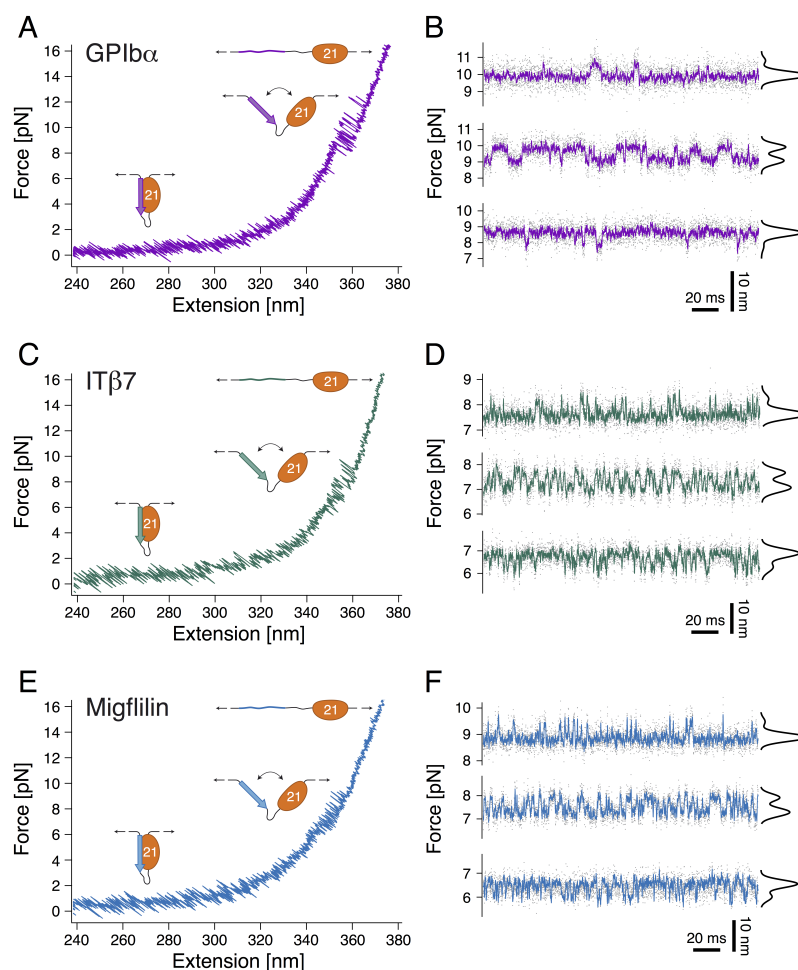 A
GPIbα
Force [pN]
16
14
12
10
8
6
4
2
0
21
21
21
240 260 280 300 320 340 360 380
Extension [nm]
B
Force [pN]
11
10
9
10
9
8
10
9
8
7
20 ms
10 nm
C
ITβ7
Force [pN]
16
14
12
10
8
6
4
2
0
21
21
21
240 260 280 300 320 340 360 380
Extension [nm]
D
Force [pN]
9
8
7
8
7
6
7
6
20 ms
10 nm
E
Migflilin
Force [pN]
16
14
12
10
8
6
4
2
0
21
21
21
240 260 280 300 320 340 360 380
Extension [nm]
F
Force [pN]
10
9
8
8
7
7
6
20 ms
10 nm